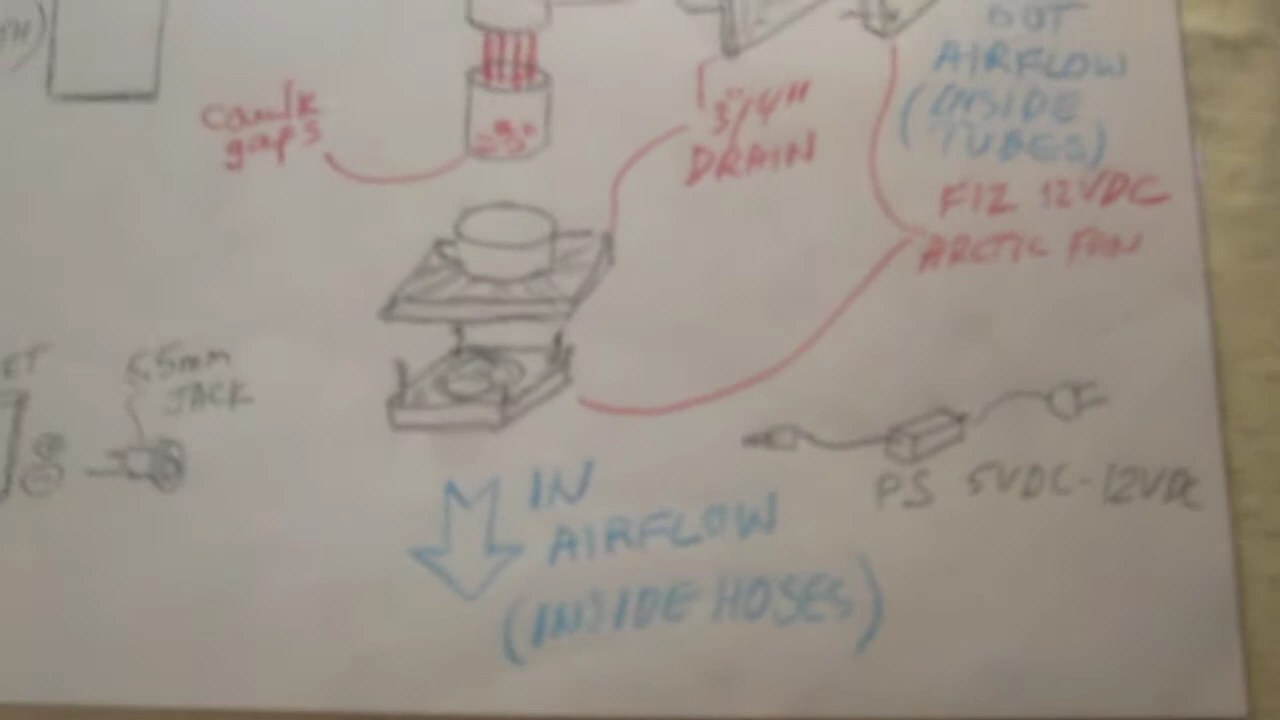 OUT
AIRFLOW
(INSIDE
TUBES)
caulk
gaps
3/4"
DRAIN
F12 12VDC
ARCTIC FAN
5mm
JACK
PS 5VDC-12VDC
IN
AIRFLOW
(INSIDE HOSES)